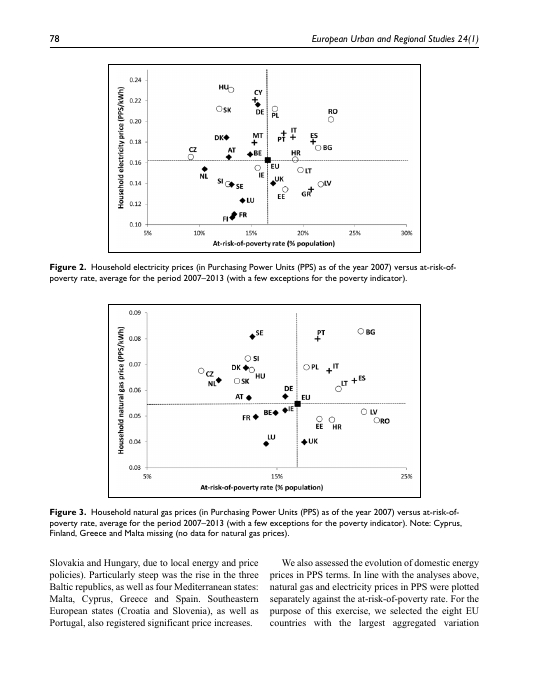 78
European Urban and Regional Studies 24(1)
0.24
0.22
0.20
0.18
0.16
0.14
0.12
0.10
Household electricity price (PPS/kWh)
HU
CY
SK
DE
PL
RO
DK
MT
IT
PT
ES
BG
CZ
AT
BE
HR
EU
NL
IE
LT
SI
SE
UK
LV
EE
GR
LU
FI
FR
5%
10%
15%
20%
25%
30%
At-risk-of-poverty rate (% population)
Figure 2. Household electricity prices (in Purchasing Power Units (PPS) as of the year 2007) versus at-risk-of-
poverty rate, average for the period 2007–2013 (with a few exceptions for the poverty indicator).
0.09
0.08
0.07
0.06
0.05
0.04
0.03
Household natural gas price (PPS/kWh)
SE
PT
BG
SI
DK
HU
PL
IT
CZ
NL
SK
LT
ES
AT
DE
EU
FR
BE
IE
LV
EE
HR
RO
LU
UK
5%
15%
25%
At-risk-of-poverty rate (% population)
Figure 3. Household natural gas prices (in Purchasing Power Units (PPS) as of the year 2007) versus at-risk-of-
poverty rate, average for the period 2007–2013 (with a few exceptions for the poverty indicator). Note: Cyprus,
Finland, Greece and Malta missing (no data for natural gas prices).
Slovakia and Hungary, due to local energy and price
policies). Particularly steep was the rise in the three
Baltic republics, as well as four Mediterranean states:
Malta, Cyprus, Greece and Spain. Southeastern
European states (Croatia and Slovenia), as well as
Portugal, also registered significant price increases.
We also assessed the evolution of domestic energy
prices in PPS terms. In line with the analyses above,
natural gas and electricity prices in PPS were plotted
separately against the at-risk-of-poverty rate. For the
purpose of this exercise, we selected the eight EU
countries with the largest aggregated variation